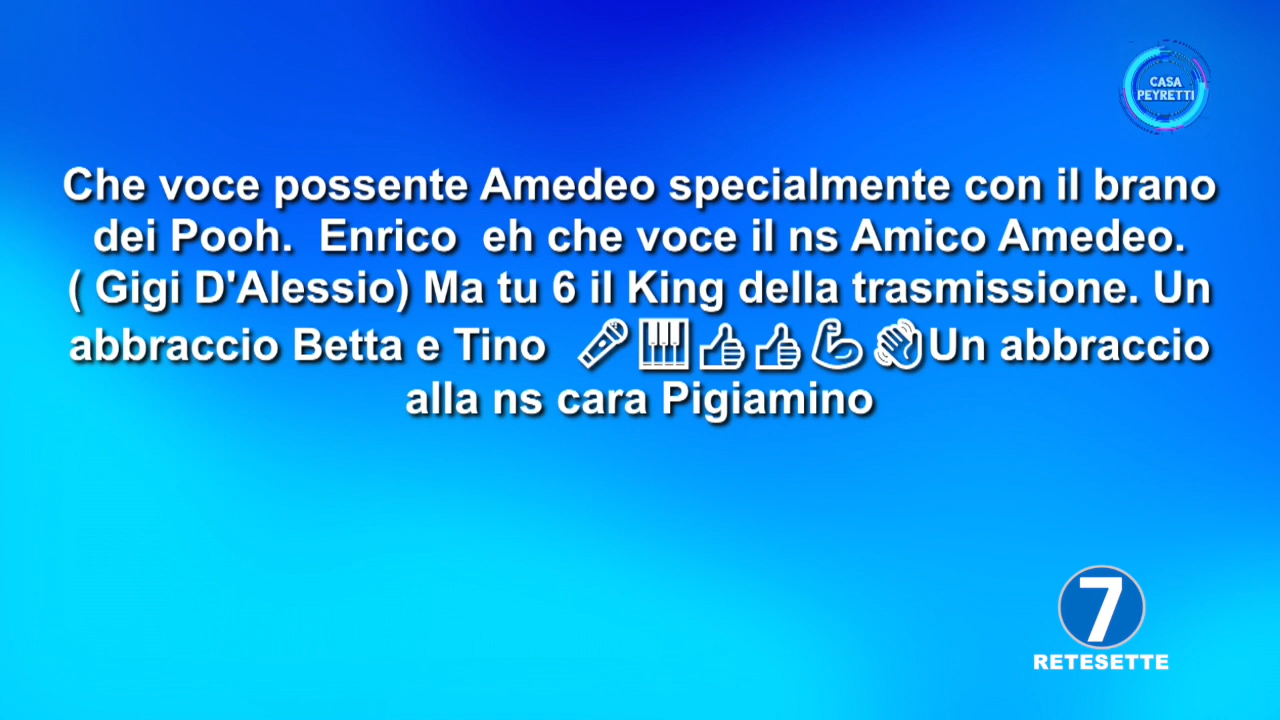 CASA
PEYRETTI
Che voce possente Amedeo specialmente con il brano
dei Pooh.  Enrico  eh che voce il ns Amico Amedeo.
( Gigi D'Alessio) Ma tu 6 il King della trasmissione. Un
abbraccio Betta e Tino 🎤🎹👍👍💪👏Un abbraccio
alla ns cara Pigiamino
7
RETESETTE